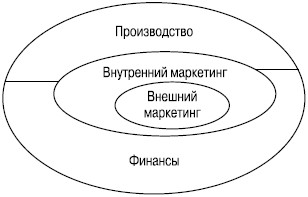 Производство
Внутренний маркетинг
Внешний
маркетинг
Финансы